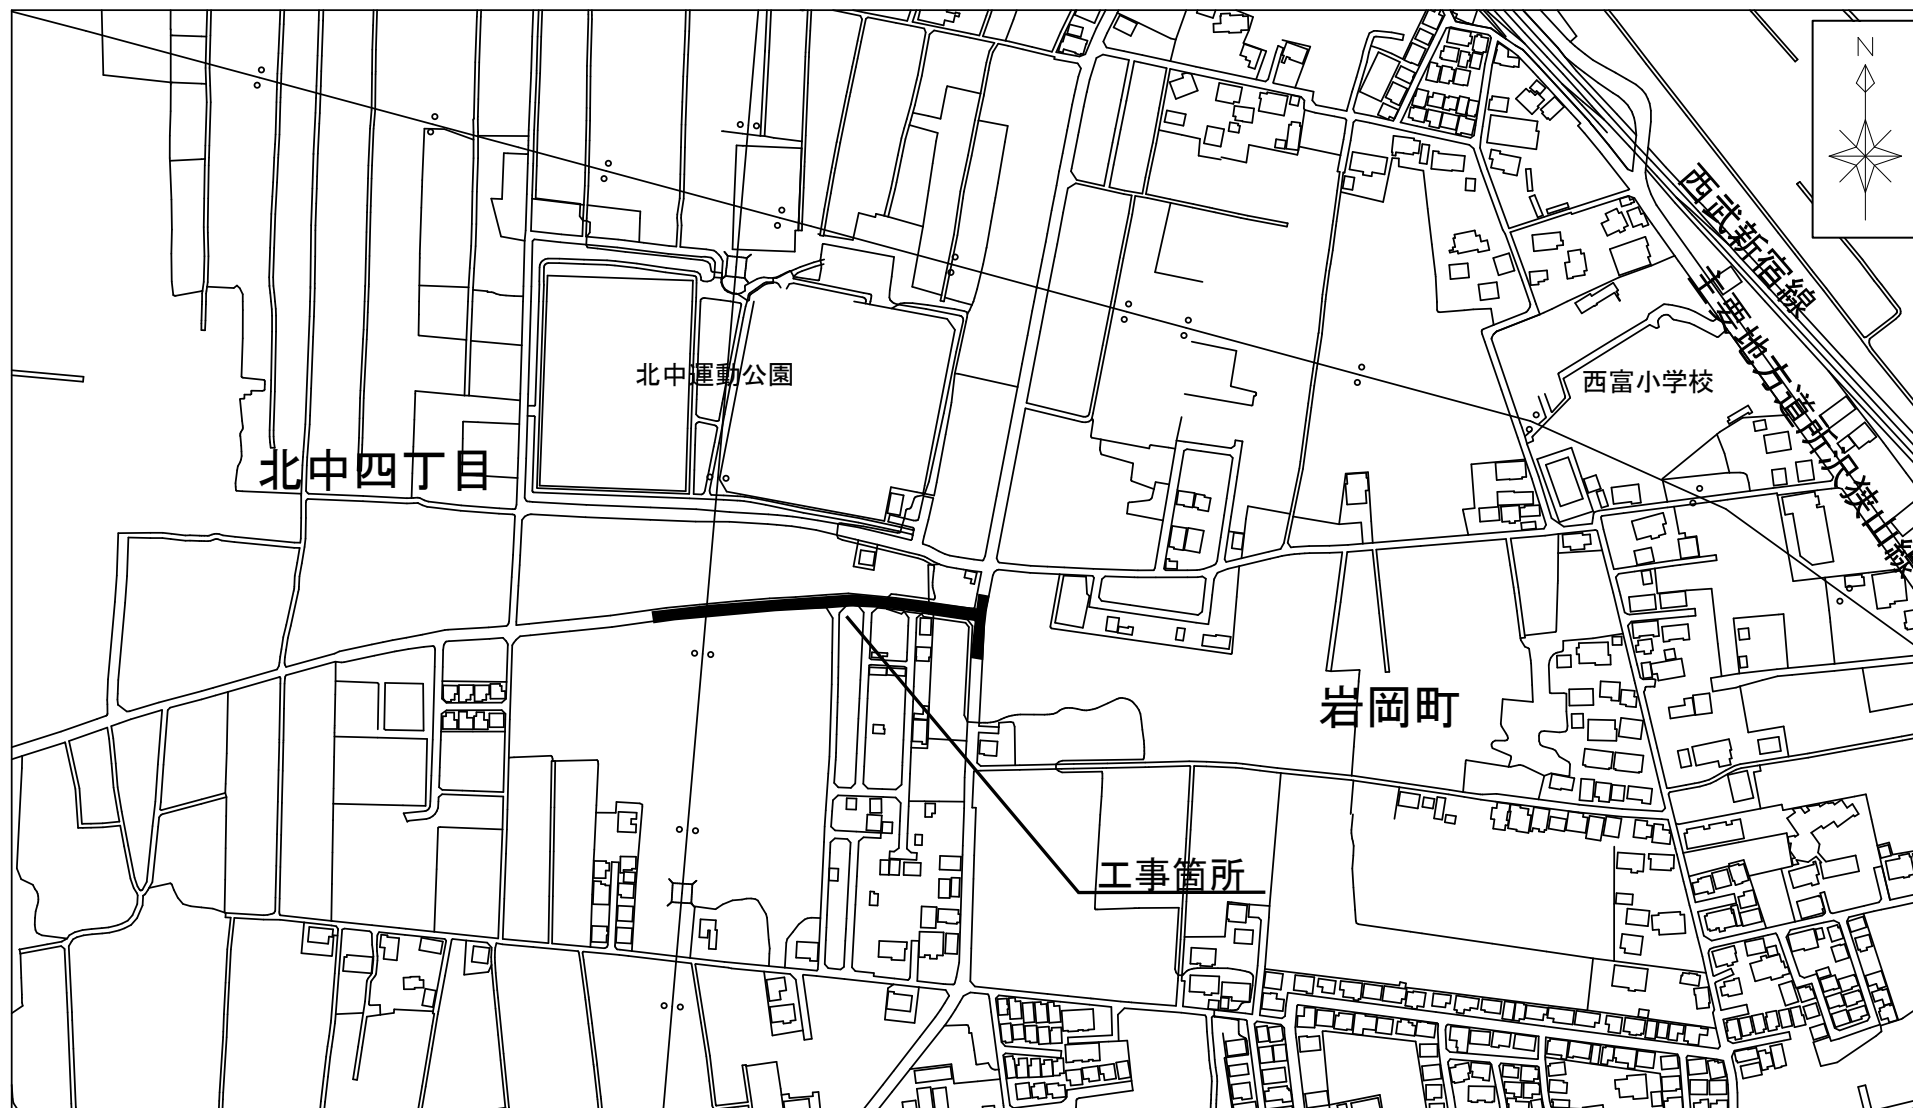 N
西武新宿線
主要地方道所沢狭山線
北中運動公園
西富小学校
北中四丁目
岩岡町
工事箇所